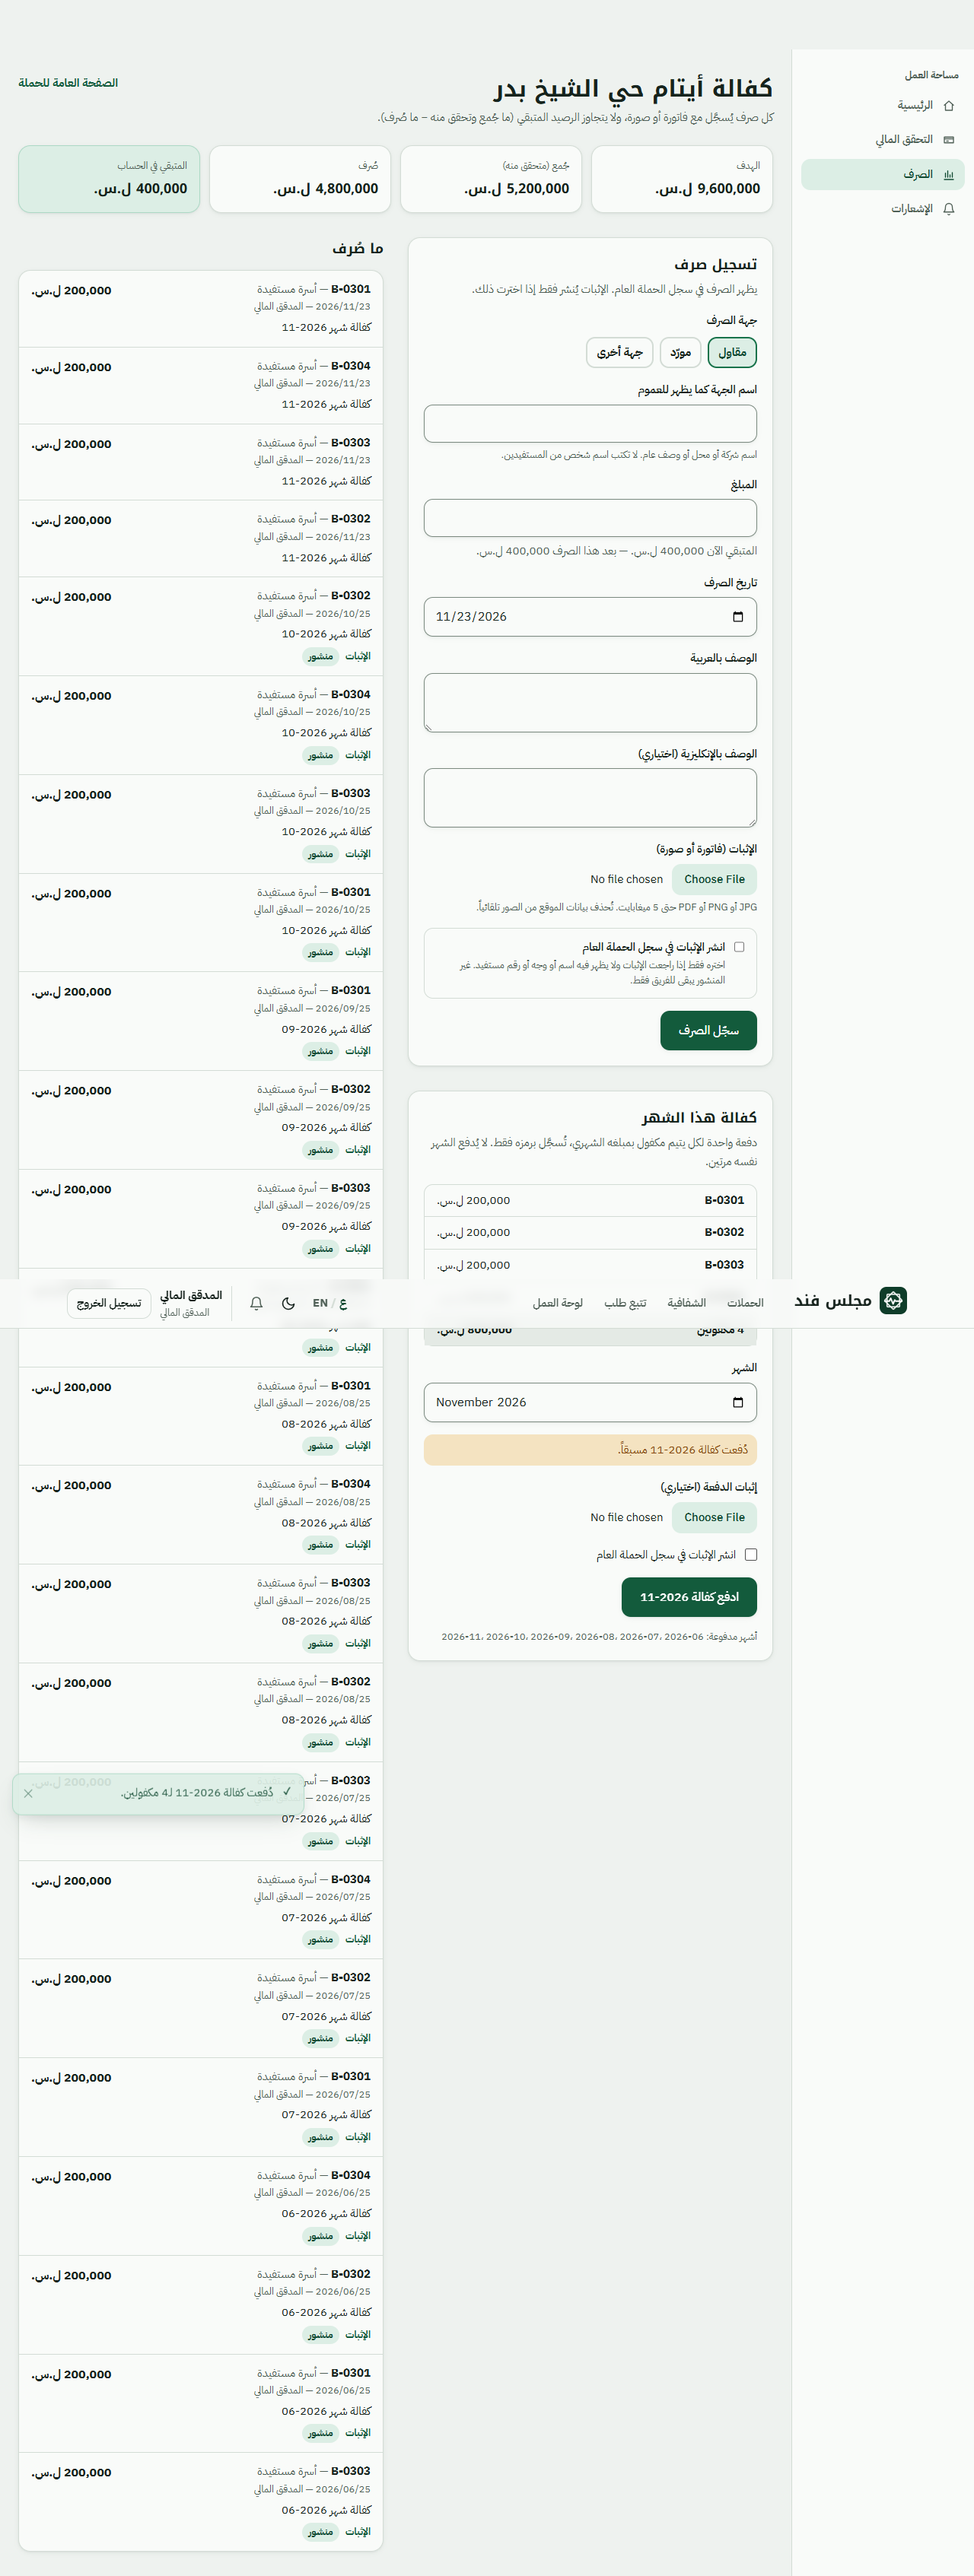 مساحة العمل
الرئيسية
التحقق المالي
الصرف
الإشعارات
كفالة أيتام حي الشيخ بدر
الصفحة العامة للحملة
كل صرف يُسجَّل مع فاتورة أو صورة، ولا يتجاوز الرصيد المتبقي (ما جُمع وتحقق منه – ما صُرف).
الهدف
9,600,000 ل.س.
جُمع (متحقق منه)
5,200,000 ل.س.
صُرف
4,800,000 ل.س.
المتبقي في الحساب
400,000 ل.س.
تسجيل صرف
يظهر الصرف في سجل الحملة العام. الإثبات يُنشر فقط إذا اخترت ذلك.
جهة الصرف
مقاول
مورّد
جهة أخرى
اسم الجهة كما يظهر للعموم
اسم شركة أو محل أو وصف عام. لا تكتب اسم شخص من المستفيدين.
المبلغ
المتبقي الآن 400,000 ل.س. — بعد هذا الصرف 400,000 ل.س.
تاريخ الصرف
11/23/2026
الوصف بالعربية
الوصف بالإنكليزية (اختياري)
الإثبات (فاتورة أو صورة)
Choose File No file chosen
JPG أو PNG أو PDF حتى 5 ميغابايت. تُحذف بيانات الموقع من الصور تلقائياً.
انشر الإثبات في سجل الحملة العام
اختره فقط إذا راجعت الإثبات ولا يظهر فيه اسم أو وجه أو رقم مستفيد. غير
المنشور يبقى للفريق فقط.
سجّل الصرف
كفالة هذا الشهر
دفعة واحدة لكل يتيم مكفول بمبلغه الشهري، تُسجَّل برمزه فقط. لا يُدفع الشهر
نفسه مرتين.
B-0301 200,000 ل.س.
B-0302 200,000 ل.س.
B-0303 200,000 ل.س.
مجلس فند
الحملات
الشفافية
تتبع طلب
لوحة العمل
ع / EN
المدقق المالي
المدقق المالي
تسجيل الخروج
4 مكفولين 800,000 ل.س.
الشهر
November 2026
دُفعت كفالة 2026-11 مسبقاً.
إثبات الدفعة (اختياري)
Choose File No file chosen
انشر الإثبات في سجل الحملة العام
ادفع كفالة 2026-11
أشهر مدفوعة: 2026-06، 2026-07، 2026-08، 2026-09، 2026-10، 2026-11
ما صُرف
B-0301 — أسرة مستفيدة 200,000 ل.س.
2026/11/23 — المدقق المالي
كفالة شهر 2026-11
B-0304 — أسرة مستفيدة 200,000 ل.س.
2026/11/23 — المدقق المالي
كفالة شهر 2026-11
B-0303 — أسرة مستفيدة 200,000 ل.س.
2026/11/23 — المدقق المالي
كفالة شهر 2026-11
B-0302 — أسرة مستفيدة 200,000 ل.س.
2026/11/23 — المدقق المالي
كفالة شهر 2026-11
B-0302 — أسرة مستفيدة 200,000 ل.س.
2026/10/25 — المدقق المالي
كفالة شهر 2026-10
الإثبات منشور
B-0304 — أسرة مستفيدة 200,000 ل.س.
2026/10/25 — المدقق المالي
كفالة شهر 2026-10
الإثبات منشور
B-0303 — أسرة مستفيدة 200,000 ل.س.
2026/10/25 — المدقق المالي
كفالة شهر 2026-10
الإثبات منشور
B-0301 — أسرة مستفيدة 200,000 ل.س.
2026/10/25 — المدقق المالي
كفالة شهر 2026-10
الإثبات منشور
B-0301 — أسرة مستفيدة 200,000 ل.س.
2026/09/25 — المدقق المالي
كفالة شهر 2026-09
الإثبات منشور
B-0302 — أسرة مستفيدة 200,000 ل.س.
2026/09/25 — المدقق المالي
كفالة شهر 2026-09
الإثبات منشور
B-0303 — أسرة مستفيدة 200,000 ل.س.
2026/09/25 — المدقق المالي
كفالة شهر 2026-09
الإثبات منشور
الإثبات منشور
B-0301 — أسرة مستفيدة 200,000 ل.س.
2026/08/25 — المدقق المالي
كفالة شهر 2026-08
الإثبات منشور
B-0304 — أسرة مستفيدة 200,000 ل.س.
2026/08/25 — المدقق المالي
كفالة شهر 2026-08
الإثبات منشور
B-0303 — أسرة مستفيدة 200,000 ل.س.
2026/08/25 — المدقق المالي
كفالة شهر 2026-08
الإثبات منشور
B-0302 — أسرة مستفيدة 200,000 ل.س.
2026/08/25 — المدقق المالي
كفالة شهر 2026-08
الإثبات منشور
B-0303 — أسرة مستفيدة 200,000 ل.س.
✓ دُفعت كفالة 2026-11 لـ4 مكفولين.
2026/07/25 —
كفالة شهر 2026-07
الإثبات منشور
B-0304 — أسرة مستفيدة 200,000 ل.س.
2026/07/25 — المدقق المالي
كفالة شهر 2026-07
الإثبات منشور
B-0302 — أسرة مستفيدة 200,000 ل.س.
2026/07/25 — المدقق المالي
كفالة شهر 2026-07
الإثبات منشور
B-0301 — أسرة مستفيدة 200,000 ل.س.
2026/07/25 — المدقق المالي
كفالة شهر 2026-07
الإثبات منشور
B-0304 — أسرة مستفيدة 200,000 ل.س.
2026/06/25 — المدقق المالي
كفالة شهر 2026-06
الإثبات منشور
B-0302 — أسرة مستفيدة 200,000 ل.س.
2026/06/25 — المدقق المالي
كفالة شهر 2026-06
الإثبات منشور
B-0301 — أسرة مستفيدة 200,000 ل.س.
2026/06/25 — المدقق المالي
كفالة شهر 2026-06
الإثبات منشور
B-0303 — أسرة مستفيدة 200,000 ل.س.
2026/06/25 — المدقق المالي
كفالة شهر 2026-06
الإثبات منشور